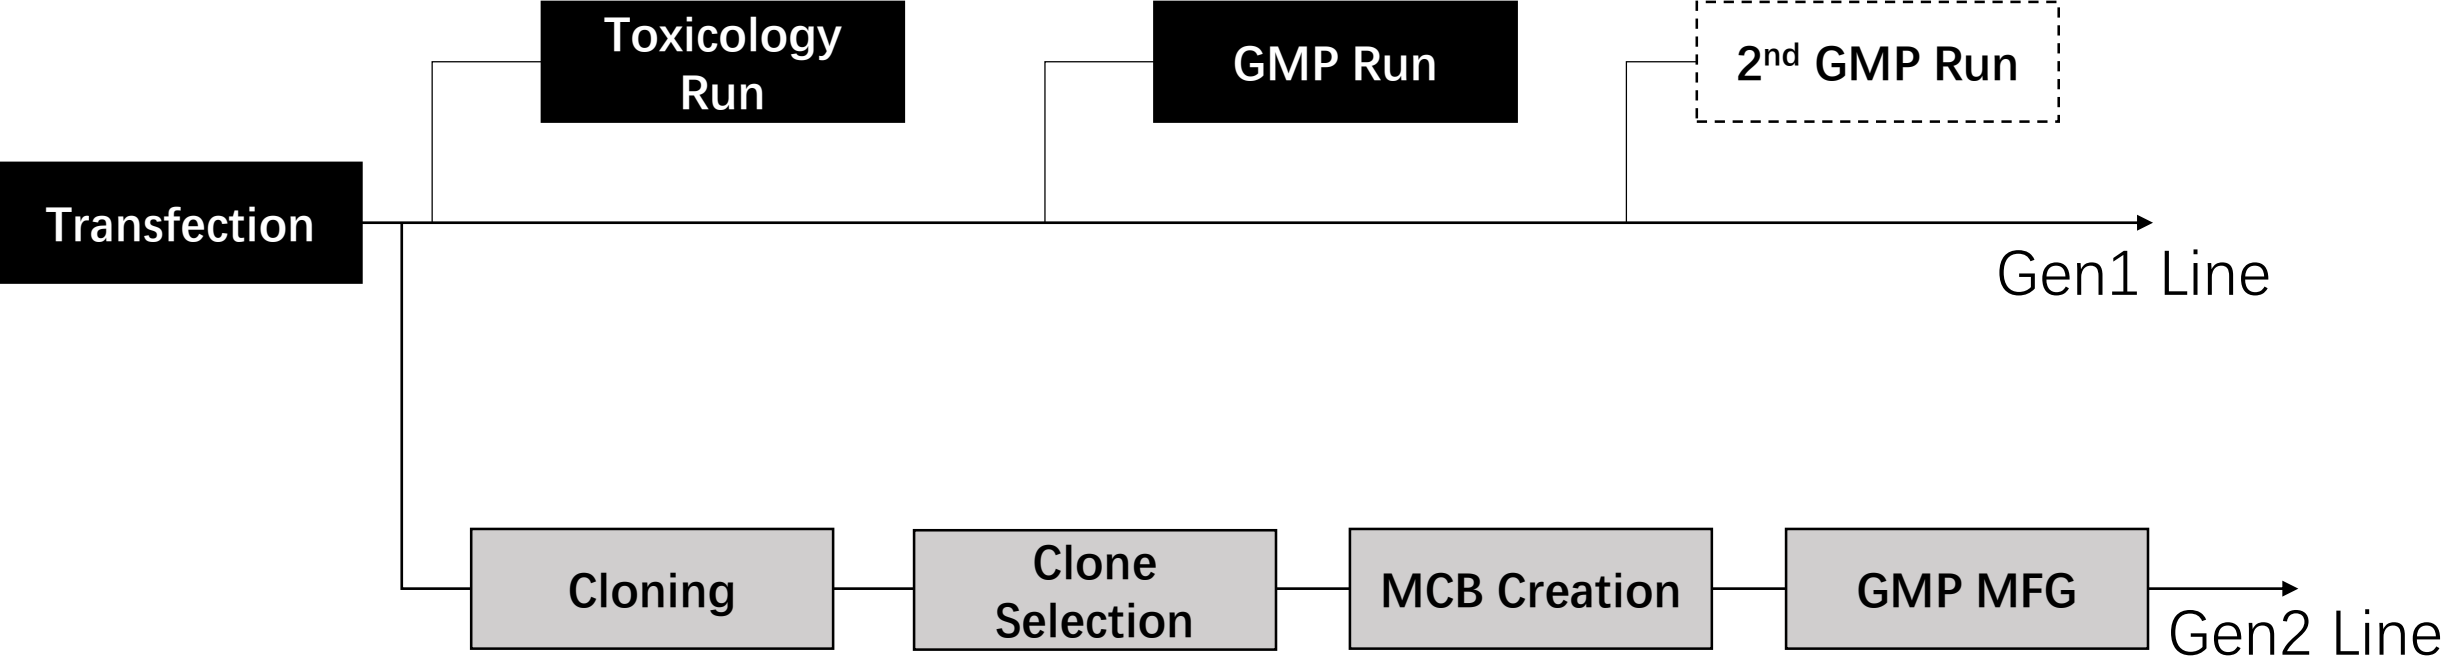 Toxicology
Run
GMP Run
2nd GMP Run
Transfection
Gen1 Line
Cloning
Clone
Selection
MCB Creation
GMP MFG
Gen2 Line